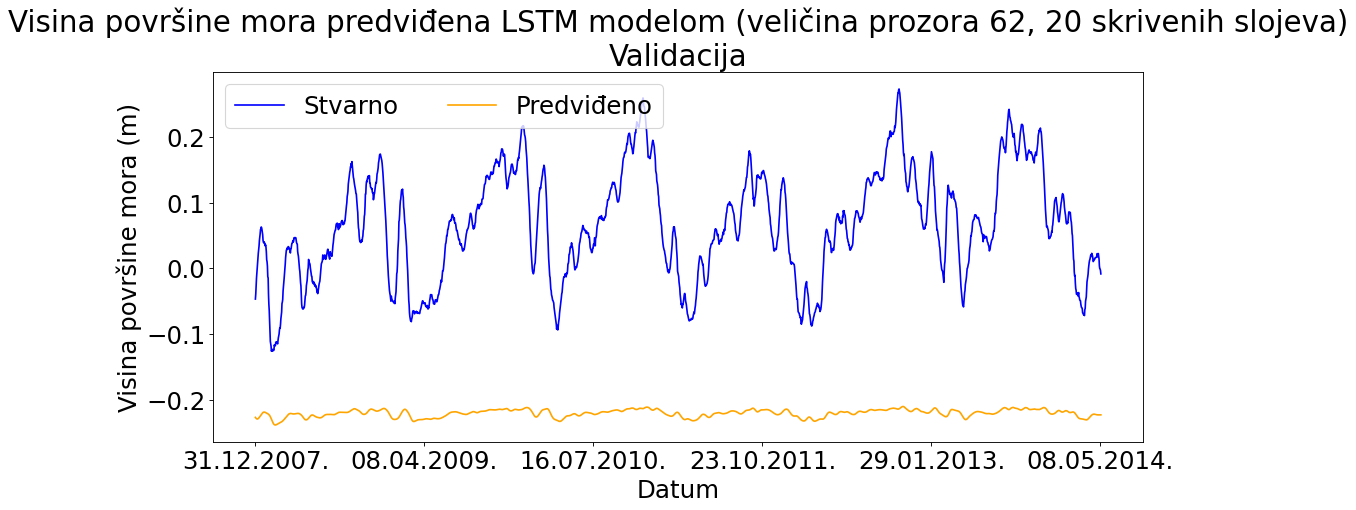 Visina površine mora predviđena LSTM modelom (veličina prozora 62, 20 skrivenih slojeva)
Validacija
Stvarno Predviđeno
Visina površine mora (m)
0.2
0.1
0.0
−0.1
−0.2
31.12.2007. 08.04.2009. 16.07.2010. 23.10.2011. 29.01.2013. 08.05.2014.
Datum